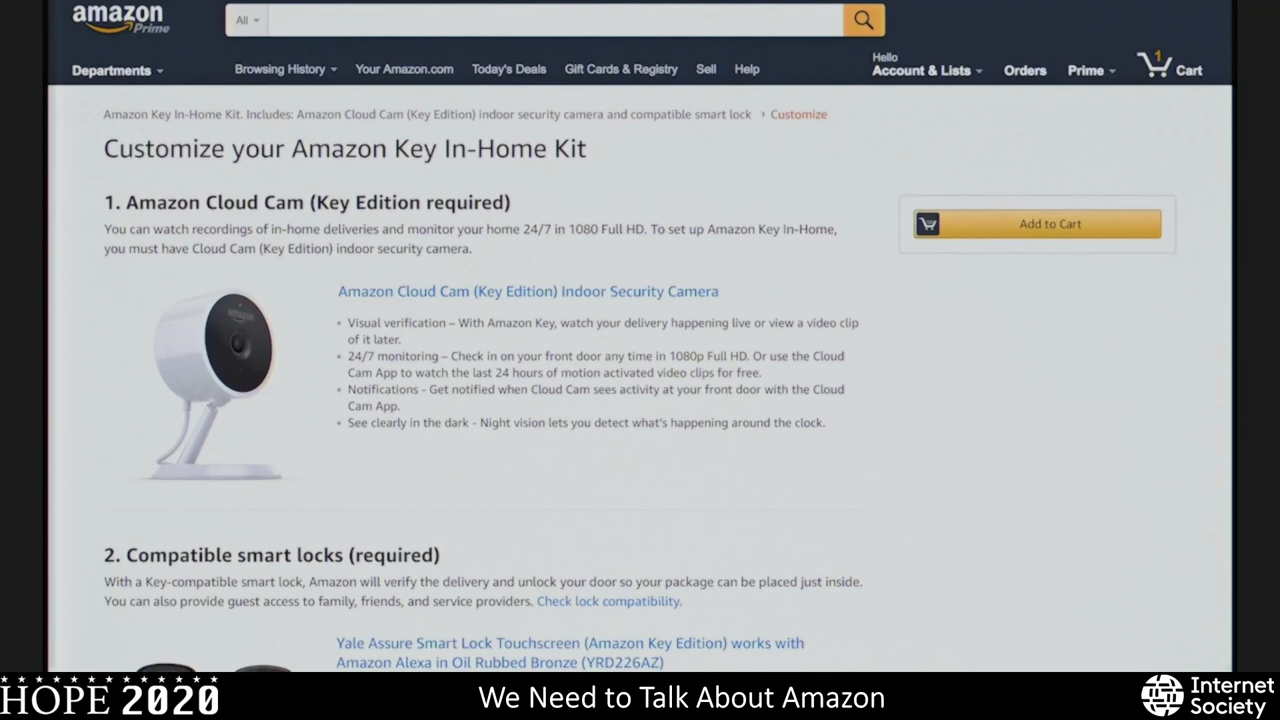 amazon
Prime
All
Departments
Browsing History
Your Amazon.com
Today's Deals
Gift Cards & Registry
Sell
Help
Hello
Account & Lists
Orders
Prime
1
Cart
Amazon Key In-Home Kit. Includes: Amazon Cloud Cam (Key Edition) indoor security camera and compatible smart lock › Customize
Customize your Amazon Key In-Home Kit
1. Amazon Cloud Cam (Key Edition required)
You can watch recordings of in-home deliveries and monitor your home 24/7 in 1080 Full HD. To set up Amazon Key In-Home,
you must have Cloud Cam (Key Edition) indoor security camera.
Add to Cart
amazon
Amazon Cloud Cam (Key Edition) Indoor Security Camera
• Visual verification – With Amazon Key, watch your delivery happening live or view a video clip
of it later.
• 24/7 monitoring – Check in on your front door any time in 1080p Full HD. Or use the Cloud
Cam App to watch the last 24 hours of motion activated video clips for free.
• Notifications - Get notified when Cloud Cam sees activity at your front door with the Cloud
Cam App.
• See clearly in the dark - Night vision lets you detect what's happening around the clock.
2. Compatible smart locks (required)
With a Key-compatible smart lock, Amazon will verify the delivery and unlock your door so your package can be placed just inside.
You can also provide guest access to family, friends, and service providers. Check lock compatibility.
Yale Assure Smart Lock Touchscreen (Amazon Key Edition) works with
Amazon Alexa in Oil Rubbed Bronze (YRD226AZ)
HOPE 2020
We Need to Talk About Amazon
Internet
Society